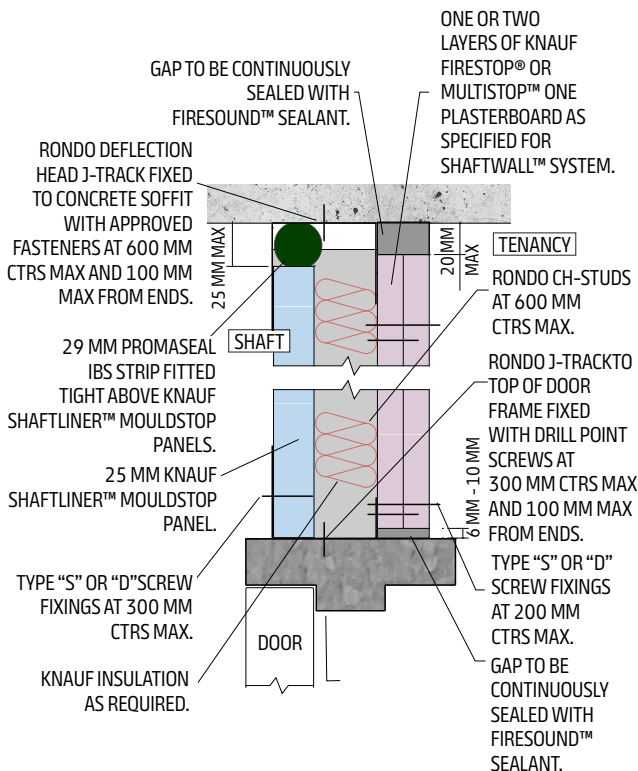 ONE OR TWO
LAYERS OF KNAUF
FIRESTOP® OR
MULTISTOP™ ONE
PLASTERBOARD AS
SPECIFIED FOR
SHAFTWALL™ SYSTEM.
GAP TO BE CONTINUOUSLY
SEALED WITH
FIRESOUND™ SEALANT.
RONDO DEFLECTION
HEAD J-TRACK FIXED
TO CONCRETE SOFFIT
WITH APPROVED
FASTENERS AT 600 MM
CTRS MAX AND 100 MM
MAX FROM ENDS.
25 MM MAX
20 MM
MAX
TENANCY
RONDO CH-STUDS
AT 600 MM
CTRS MAX.
SHAFT
29 MM PROMASEAL
IBS STRIP FITTED
TIGHT ABOVE KNAUF
SHAFTLINER™ MOULDSTOP
PANELS.
RONDO J-TRACKTO
TOP OF DOOR
FRAME FIXED
WITH DRILL POINT
SCREWS AT
300 MM CTRS MAX
AND 100 MM MAX
FROM ENDS.
25 MM KNAUF
SHAFTLINER™ MOULDSTOP
PANEL.
6 MM - 10 MM
TYPE “S” OR “D”SCREW
FIXINGS AT 300 MM
CTRS MAX.
TYPE “S” OR “D”
SCREW FIXINGS
AT 200 MM
CTRS MAX.
DOOR
KNAUF INSULATION
AS REQUIRED.
GAP TO BE
CONTINUOUSLY
SEALED WITH
FIRESOUND™
SEALANT.